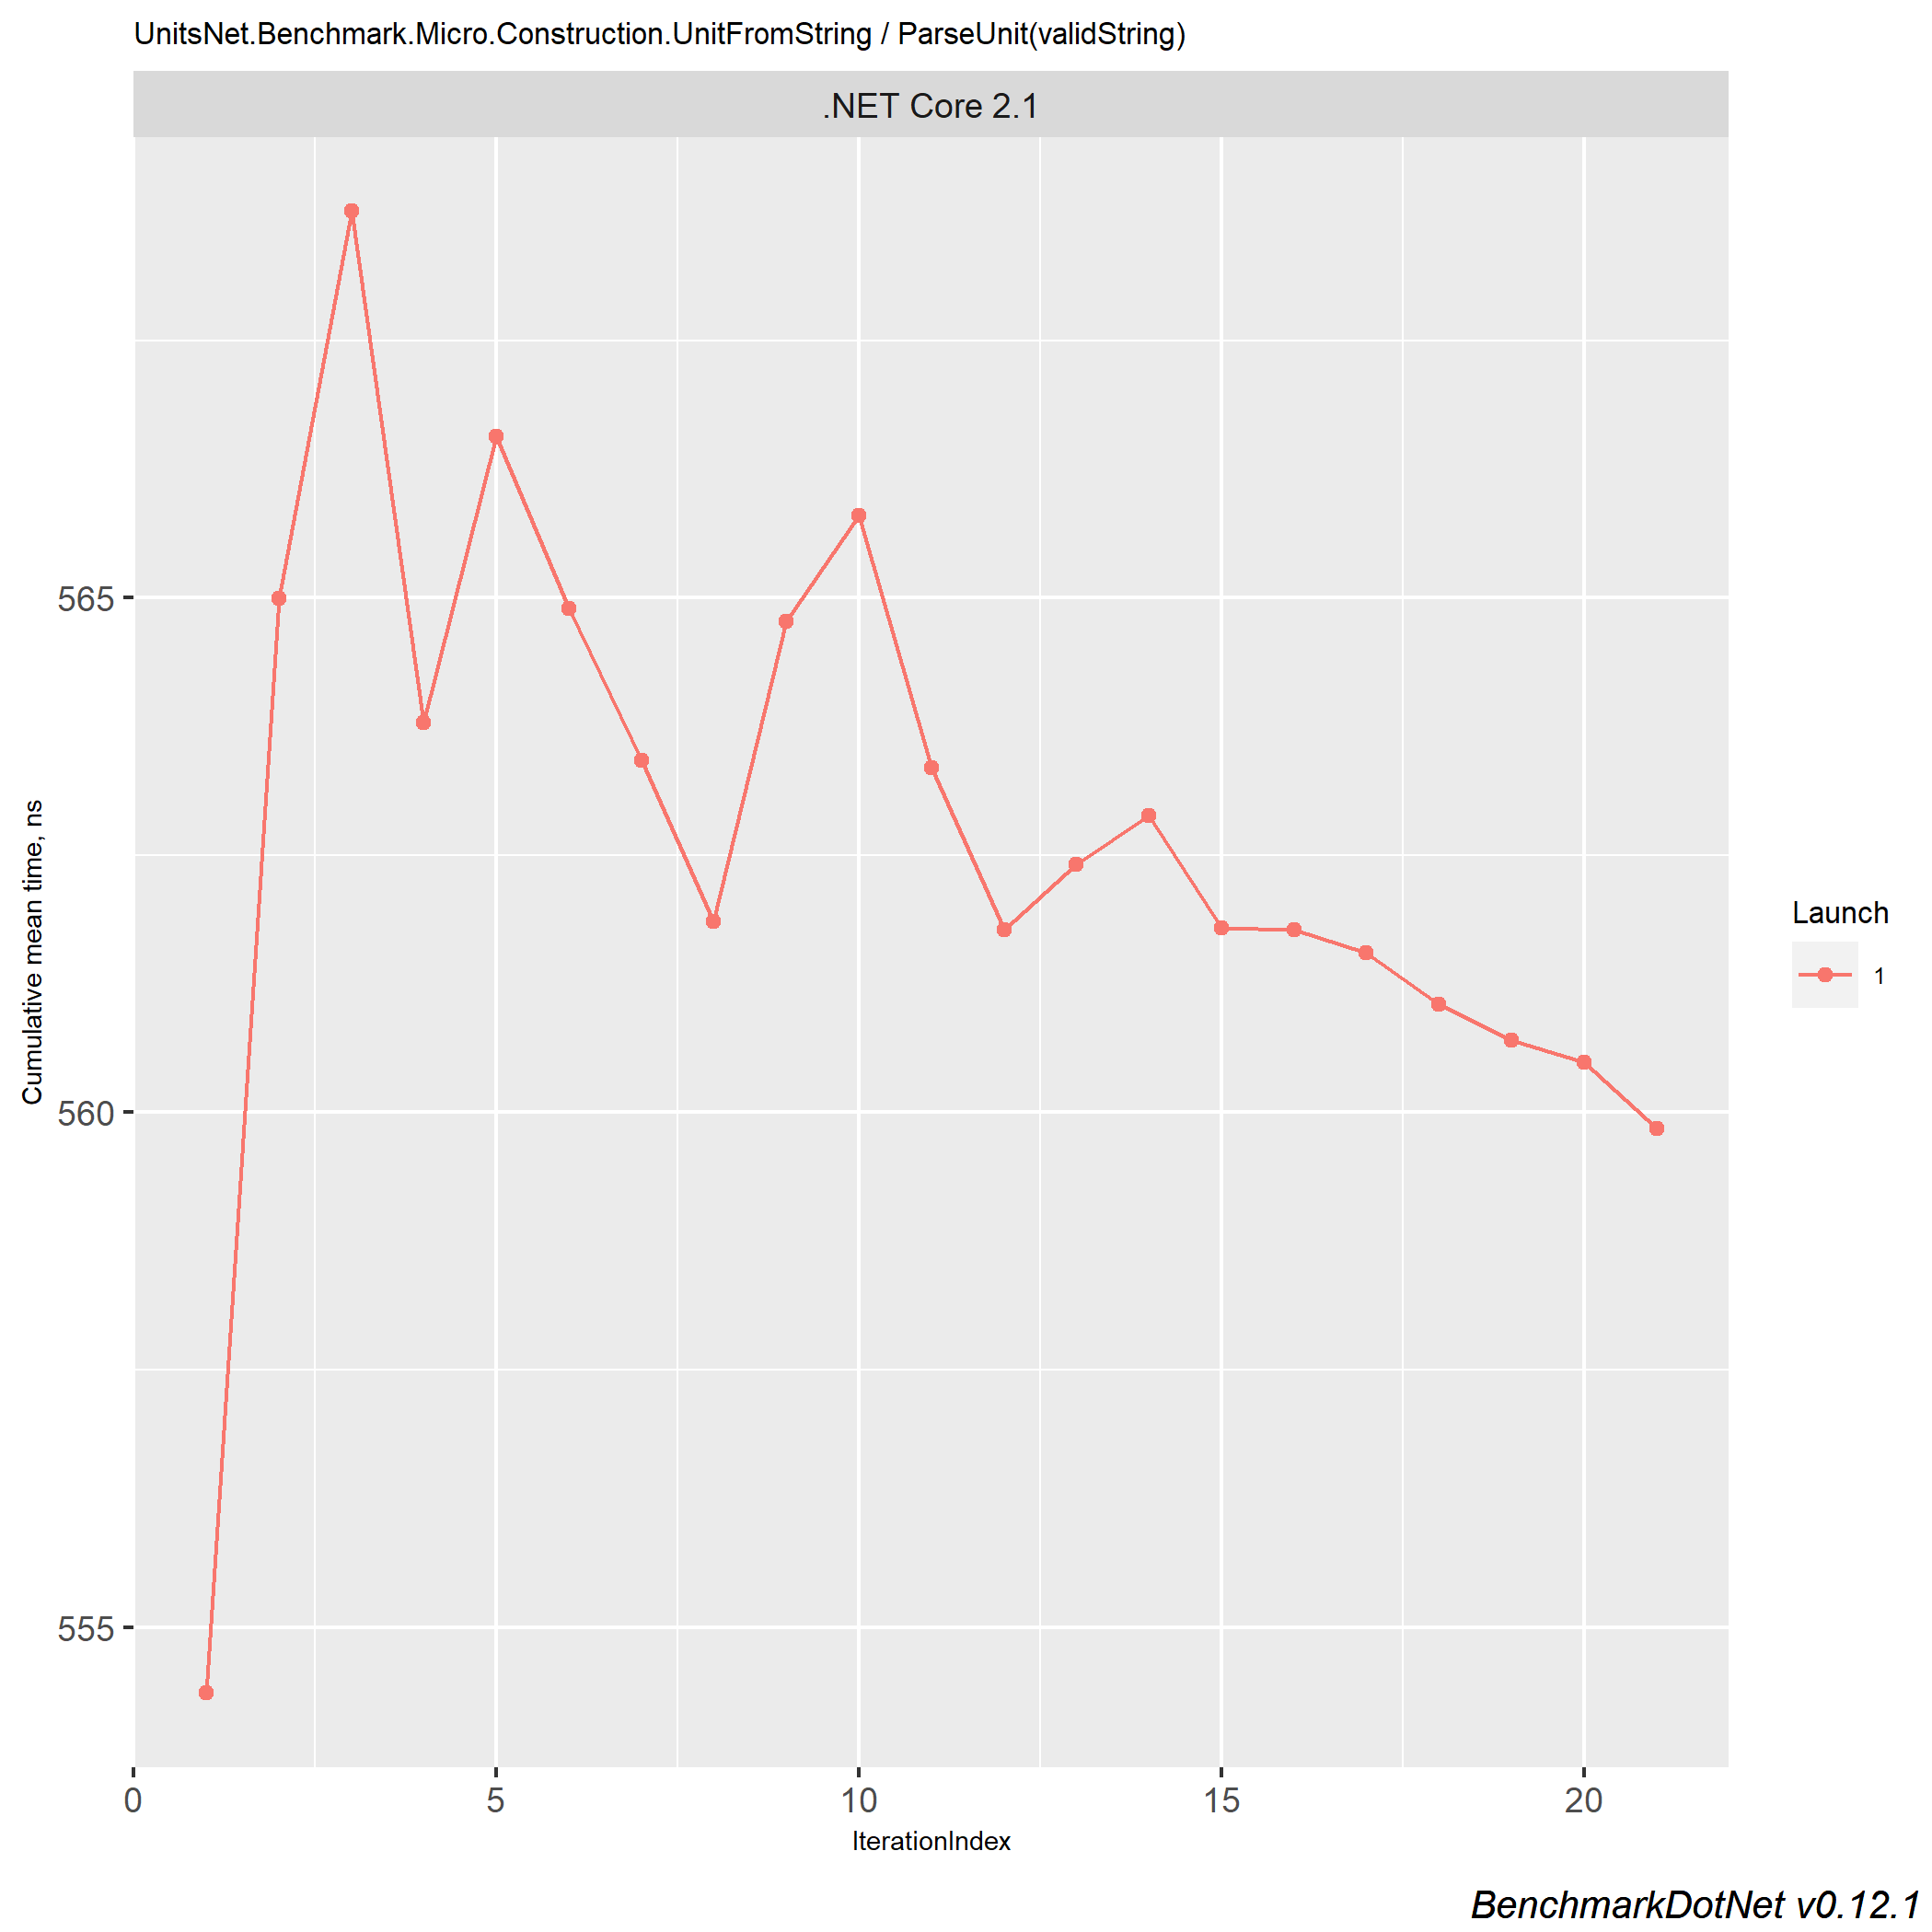 UnitsNet.Benchmark.Micro.Construction.UnitFromString / ParseUnit(validString)
.NET Core 2.1
Cumulative mean time, ns
565
560
555
0 5 10 15 20
IterationIndex
Launch
1
BenchmarkDotNet v0.12.1